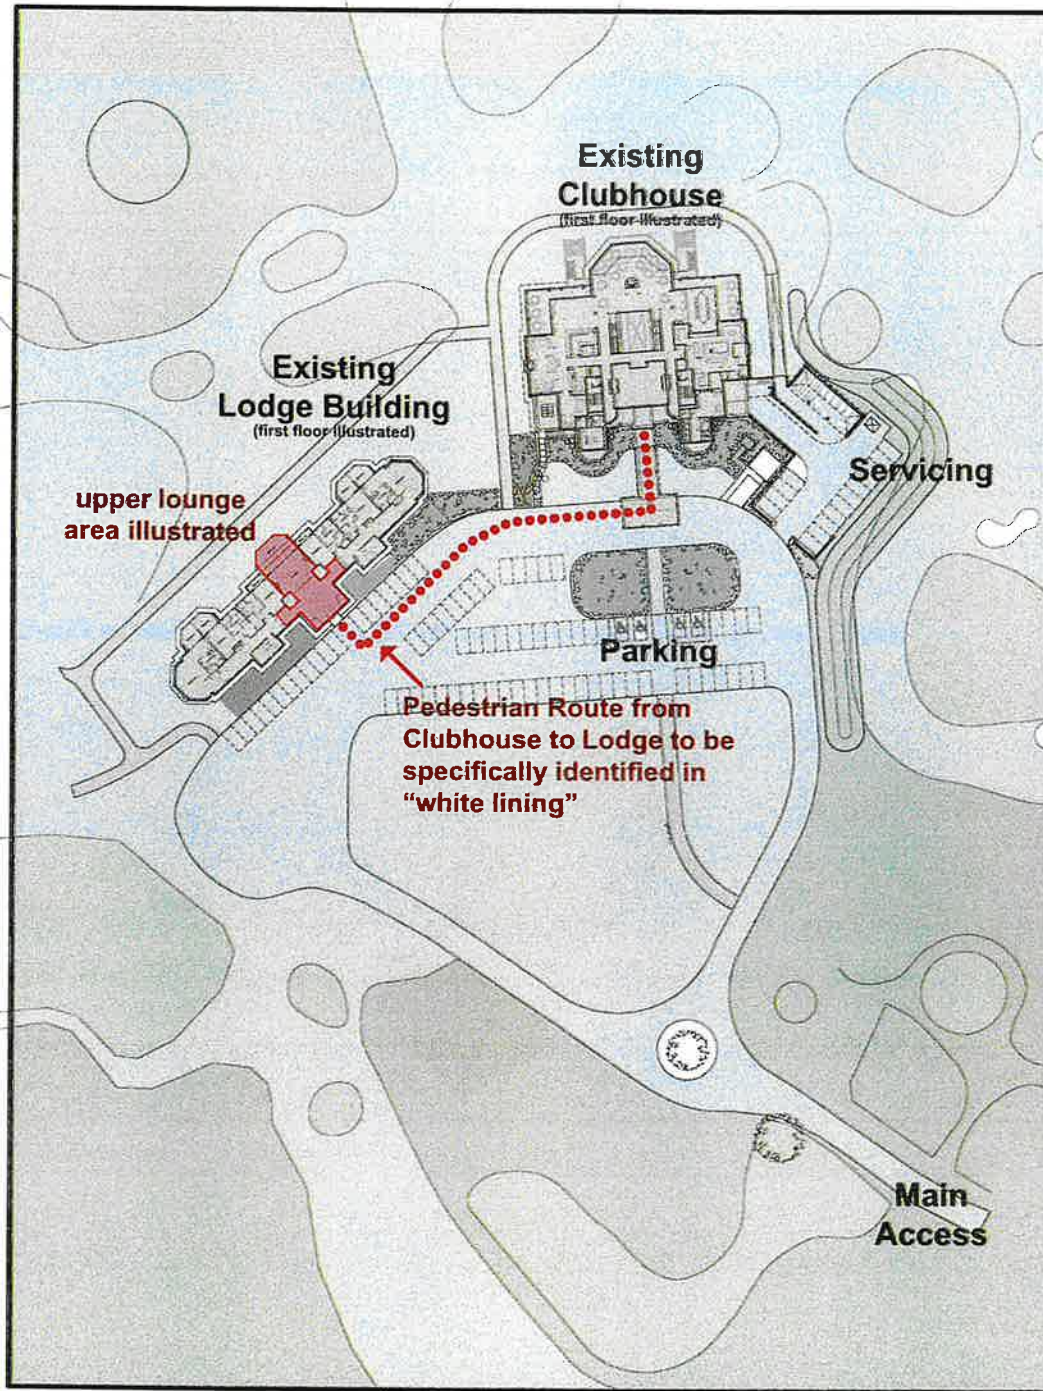 Existing
Clubhouse
(first floor illustrated)
Existing
Lodge Building
(first floor illustrated)
upper lounge
area illustrated
Servicing
Parking
Pedestrian Route from
Clubhouse to Lodge to be
specifically identified in
“white lining”
Main
Access